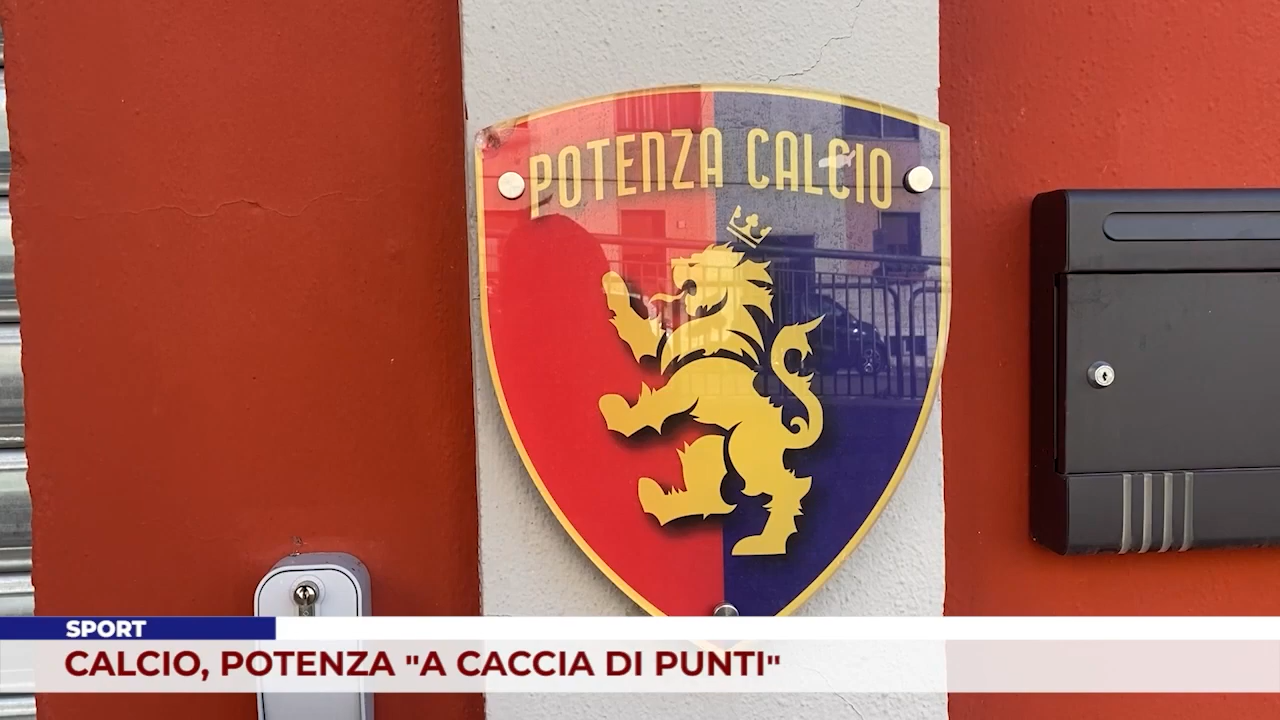 POTENZA CALCIO
SPORT
CALCIO, POTENZA "A CACCIA DI PUNTI"